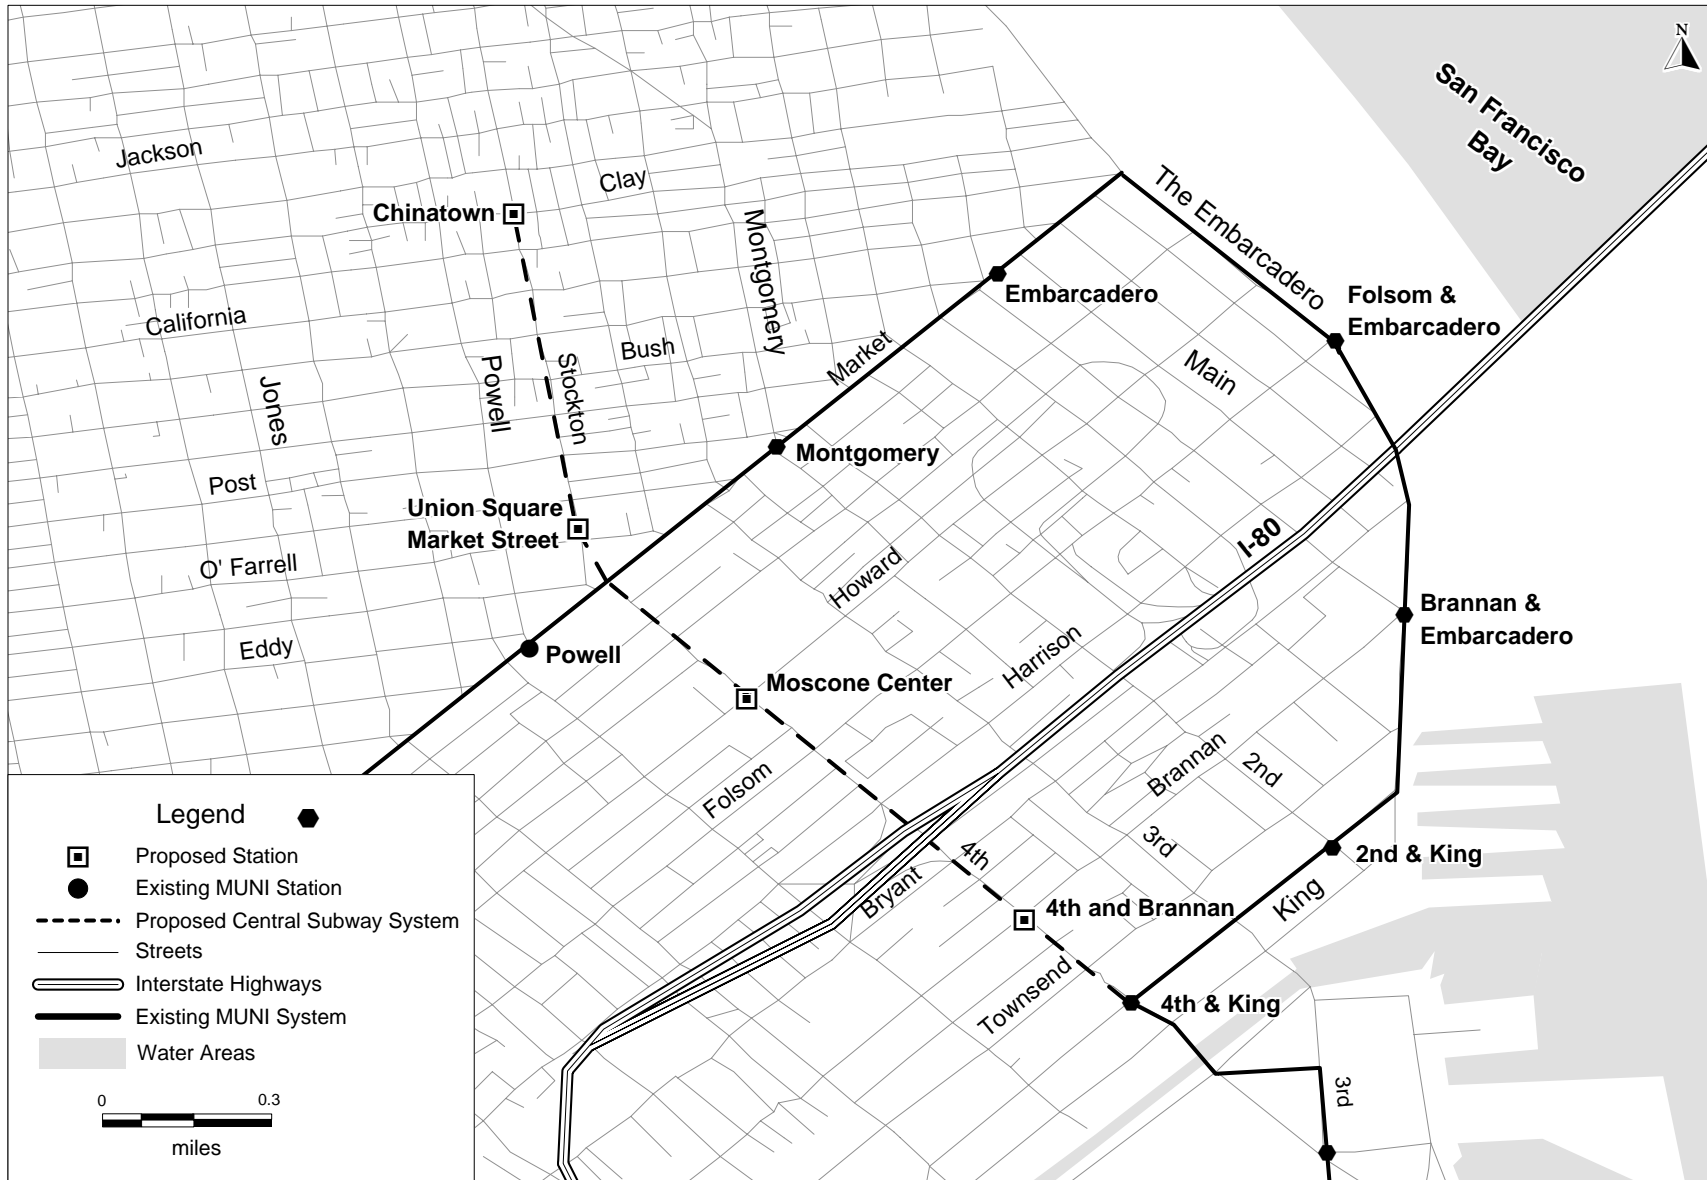 N
San Francisco
Bay
Jackson
Clay
Chinatown
The Embarcadero
Montgomery
Embarcadero
Folsom &
Embarcadero
California
Bush
Market
Main
Stockton
Powell
Jones
Montgomery
Post
Union Square
Market Street
I-80
O' Farrell
Howard
Brannan &
Embarcadero
Eddy
Powell
Harrison
Moscone Center
Brannan
2nd
Folsom
3rd
4th
2nd & King
Bryant
King
4th and Brannan
Townsend
4th & King
3rd
Legend
Proposed Station
Existing MUNI Station
Proposed Central Subway System
Streets
Interstate Highways
Existing MUNI System
Water Areas
0 0.3
miles